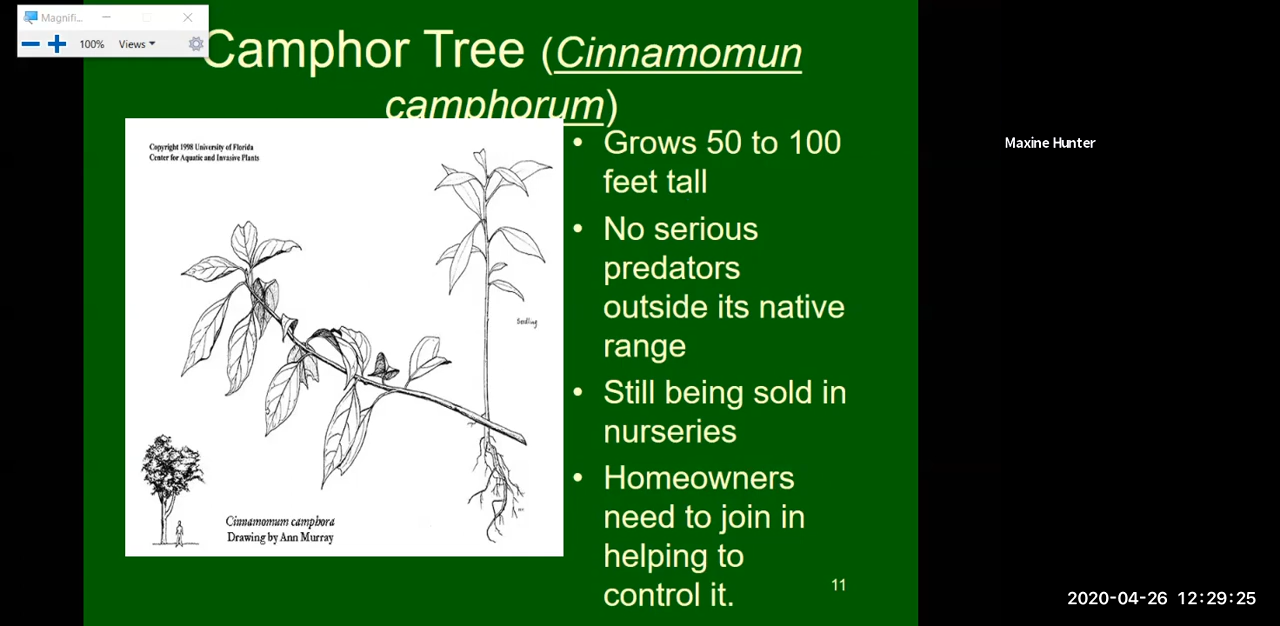 Magnifi...
100% Views
Camphor Tree (Cinnamomun
camphorum)
Copyright 1998 University of Florida
Center for Aquatic and Invasive Plants
Seedling
Cinnamomum camphora
Drawing by Ann Murray
• Grows 50 to 100
feet tall
• No serious
predators
outside its native
range
• Still being sold in
nurseries
• Homeowners
need to join in
helping to
control it.
11
Maxine Hunter
2020-04-26 12:29:25